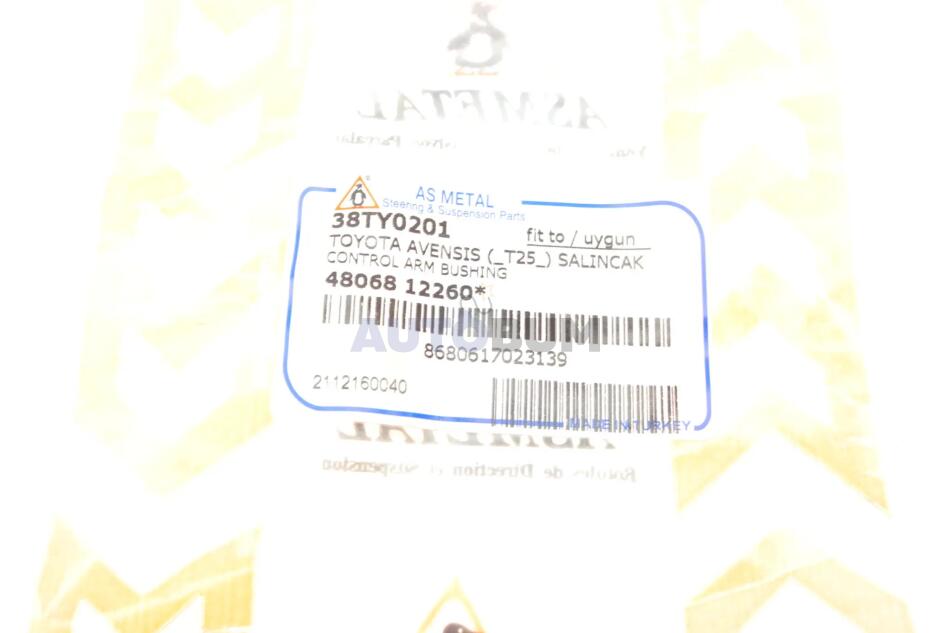 ASMETAL
AS METAL
Steering & Suspension Parts
38TY0201
fit to / uygun
TOYOTA AVENSIS (_T25_) SALINCAK
CONTROL ARM BUSHING
48068 12260*
AUTOBUM
8680617023139
2112160040
MADE IN TURKEY
ASMETAL
Rotules de Direction et suspension